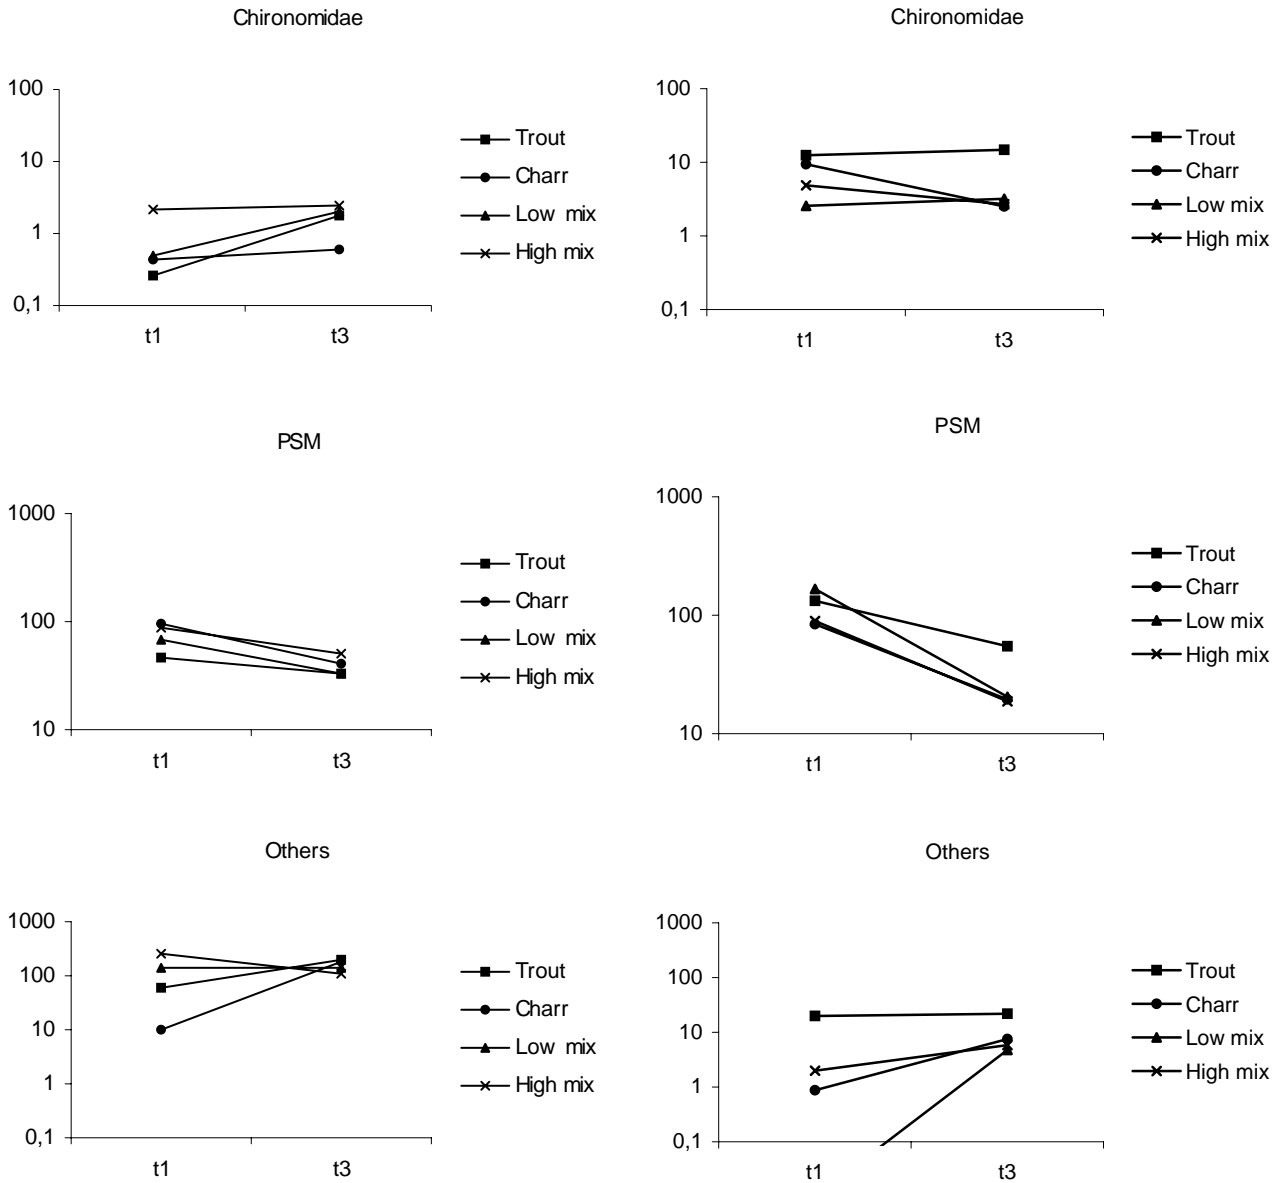 Chironomidae
100
10
1
0,1
t1 t3
Trout
Charr
Low mix
High mix
Chironomidae
100
10
1
0,1
t1 t3
Trout
Charr
Low mix
High mix
PSM
1000
100
10
t1 t3
Trout
Charr
Low mix
High mix
PSM
1000
100
10
t1 t3
Trout
Charr
Low mix
High mix
Others
1000
100
10
1
0,1
t1 t3
Trout
Charr
Low mix
High mix
Others
1000
100
10
1
0,1
t1 t3
Trout
Charr
Low mix
High mix